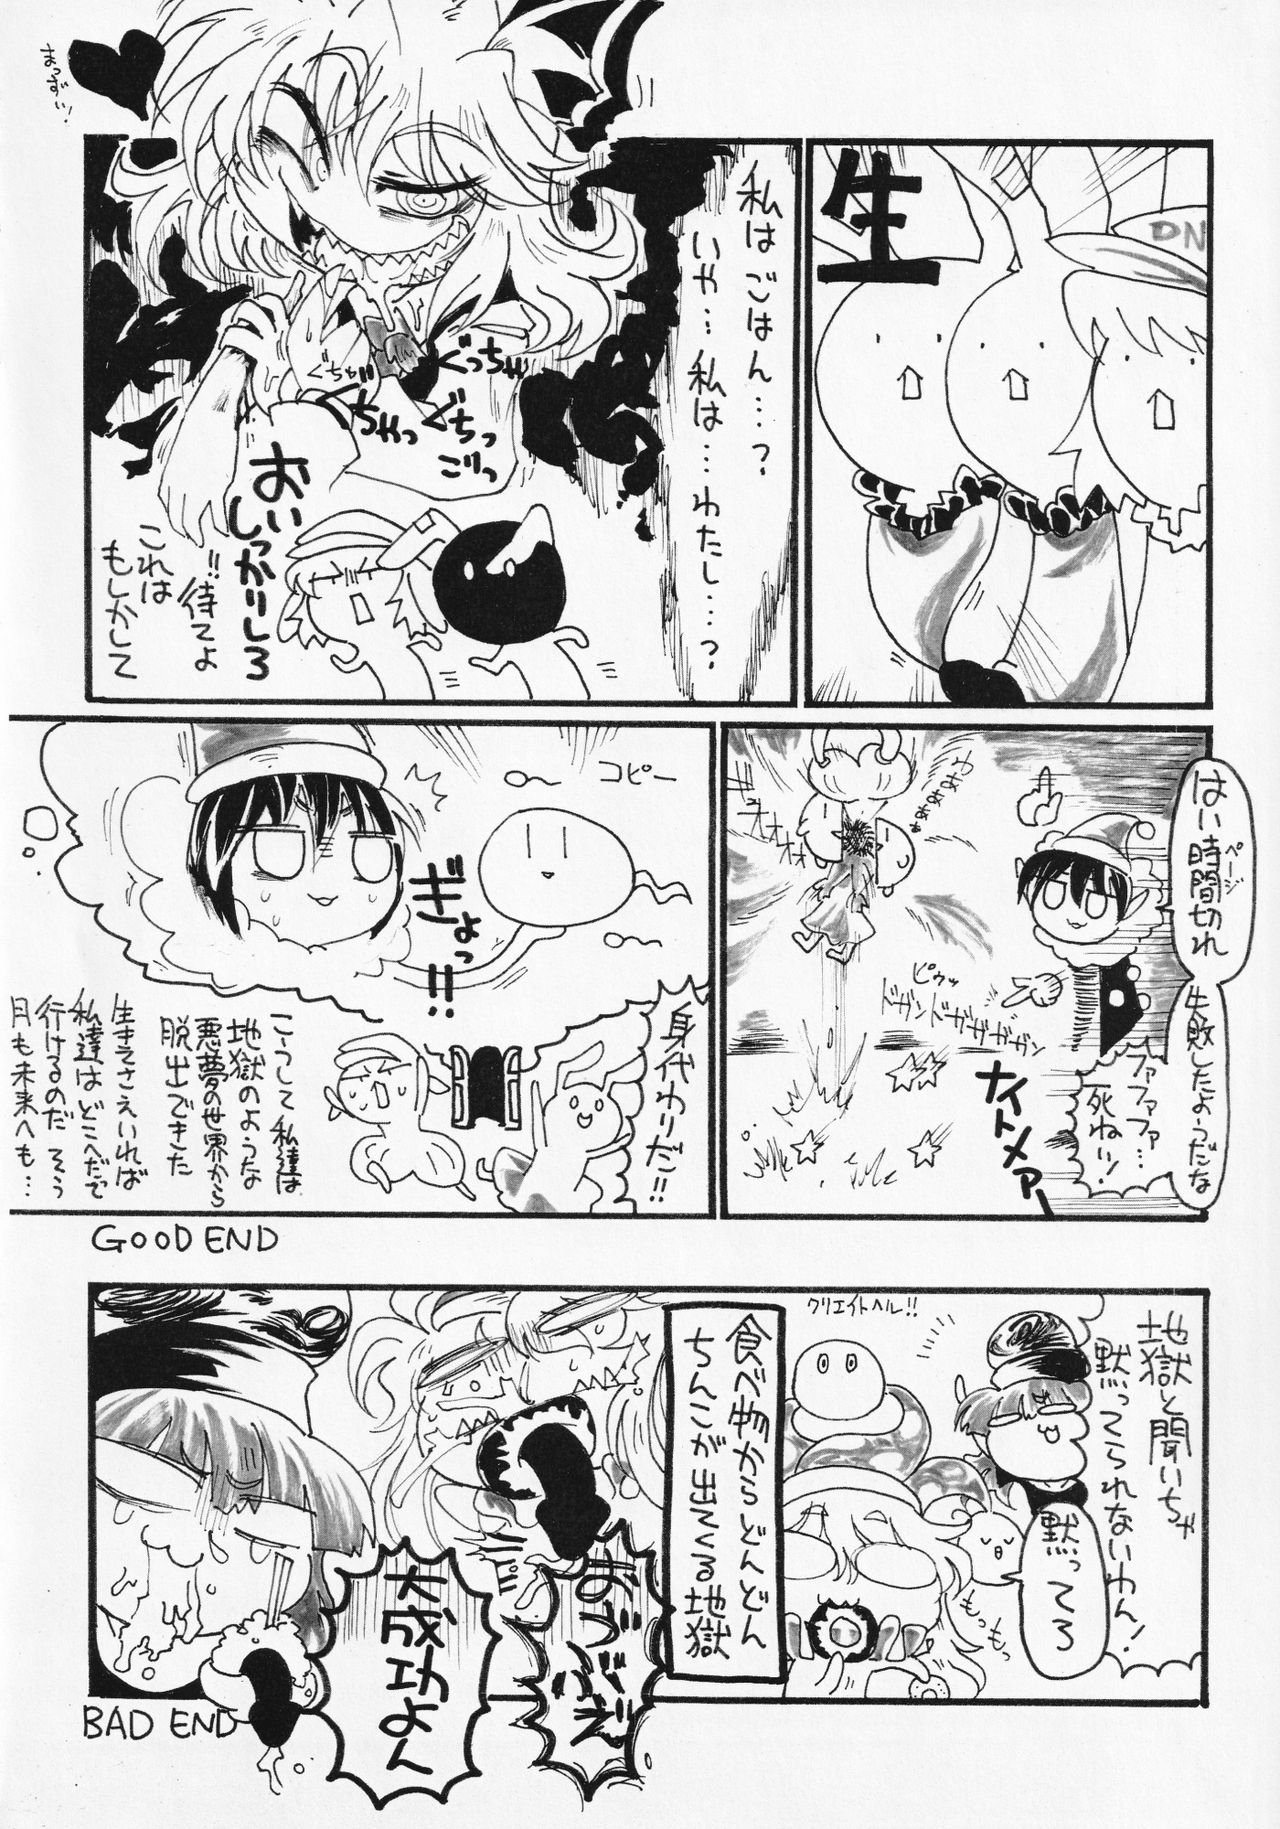 生
DN
私はごはん…?
いや…私は…わたし…?
まっずい!
ぐっちゃ
ぐちゅ
ぐちゃっ
ぐちっ
ごっ
おい
しっかりしろ
!!待てよ
これは
もしかして
はい時間切れ
ページ
失敗したようだな
ファファファ…
死ねぃ!
わぁぁぁぁ
オオオオ
ピウッ
ドガンドガガガガン
ナイトメアー
コピー
ぎょっ!!
身代わりだ!!
こうして私達は
地獄のような
悪夢の世界から
脱出できた
生きてさえいれば
私達はどこへだって
行けるのだ そう
月も未来へも…
GOOD END
地獄と聞いちゃ
黙ってられないわん!
黙ってろ
クリエイトヘル!!
もっもっ
食べ物からどんどん
ちんこが出てくる地獄
大成功よん
BAD END